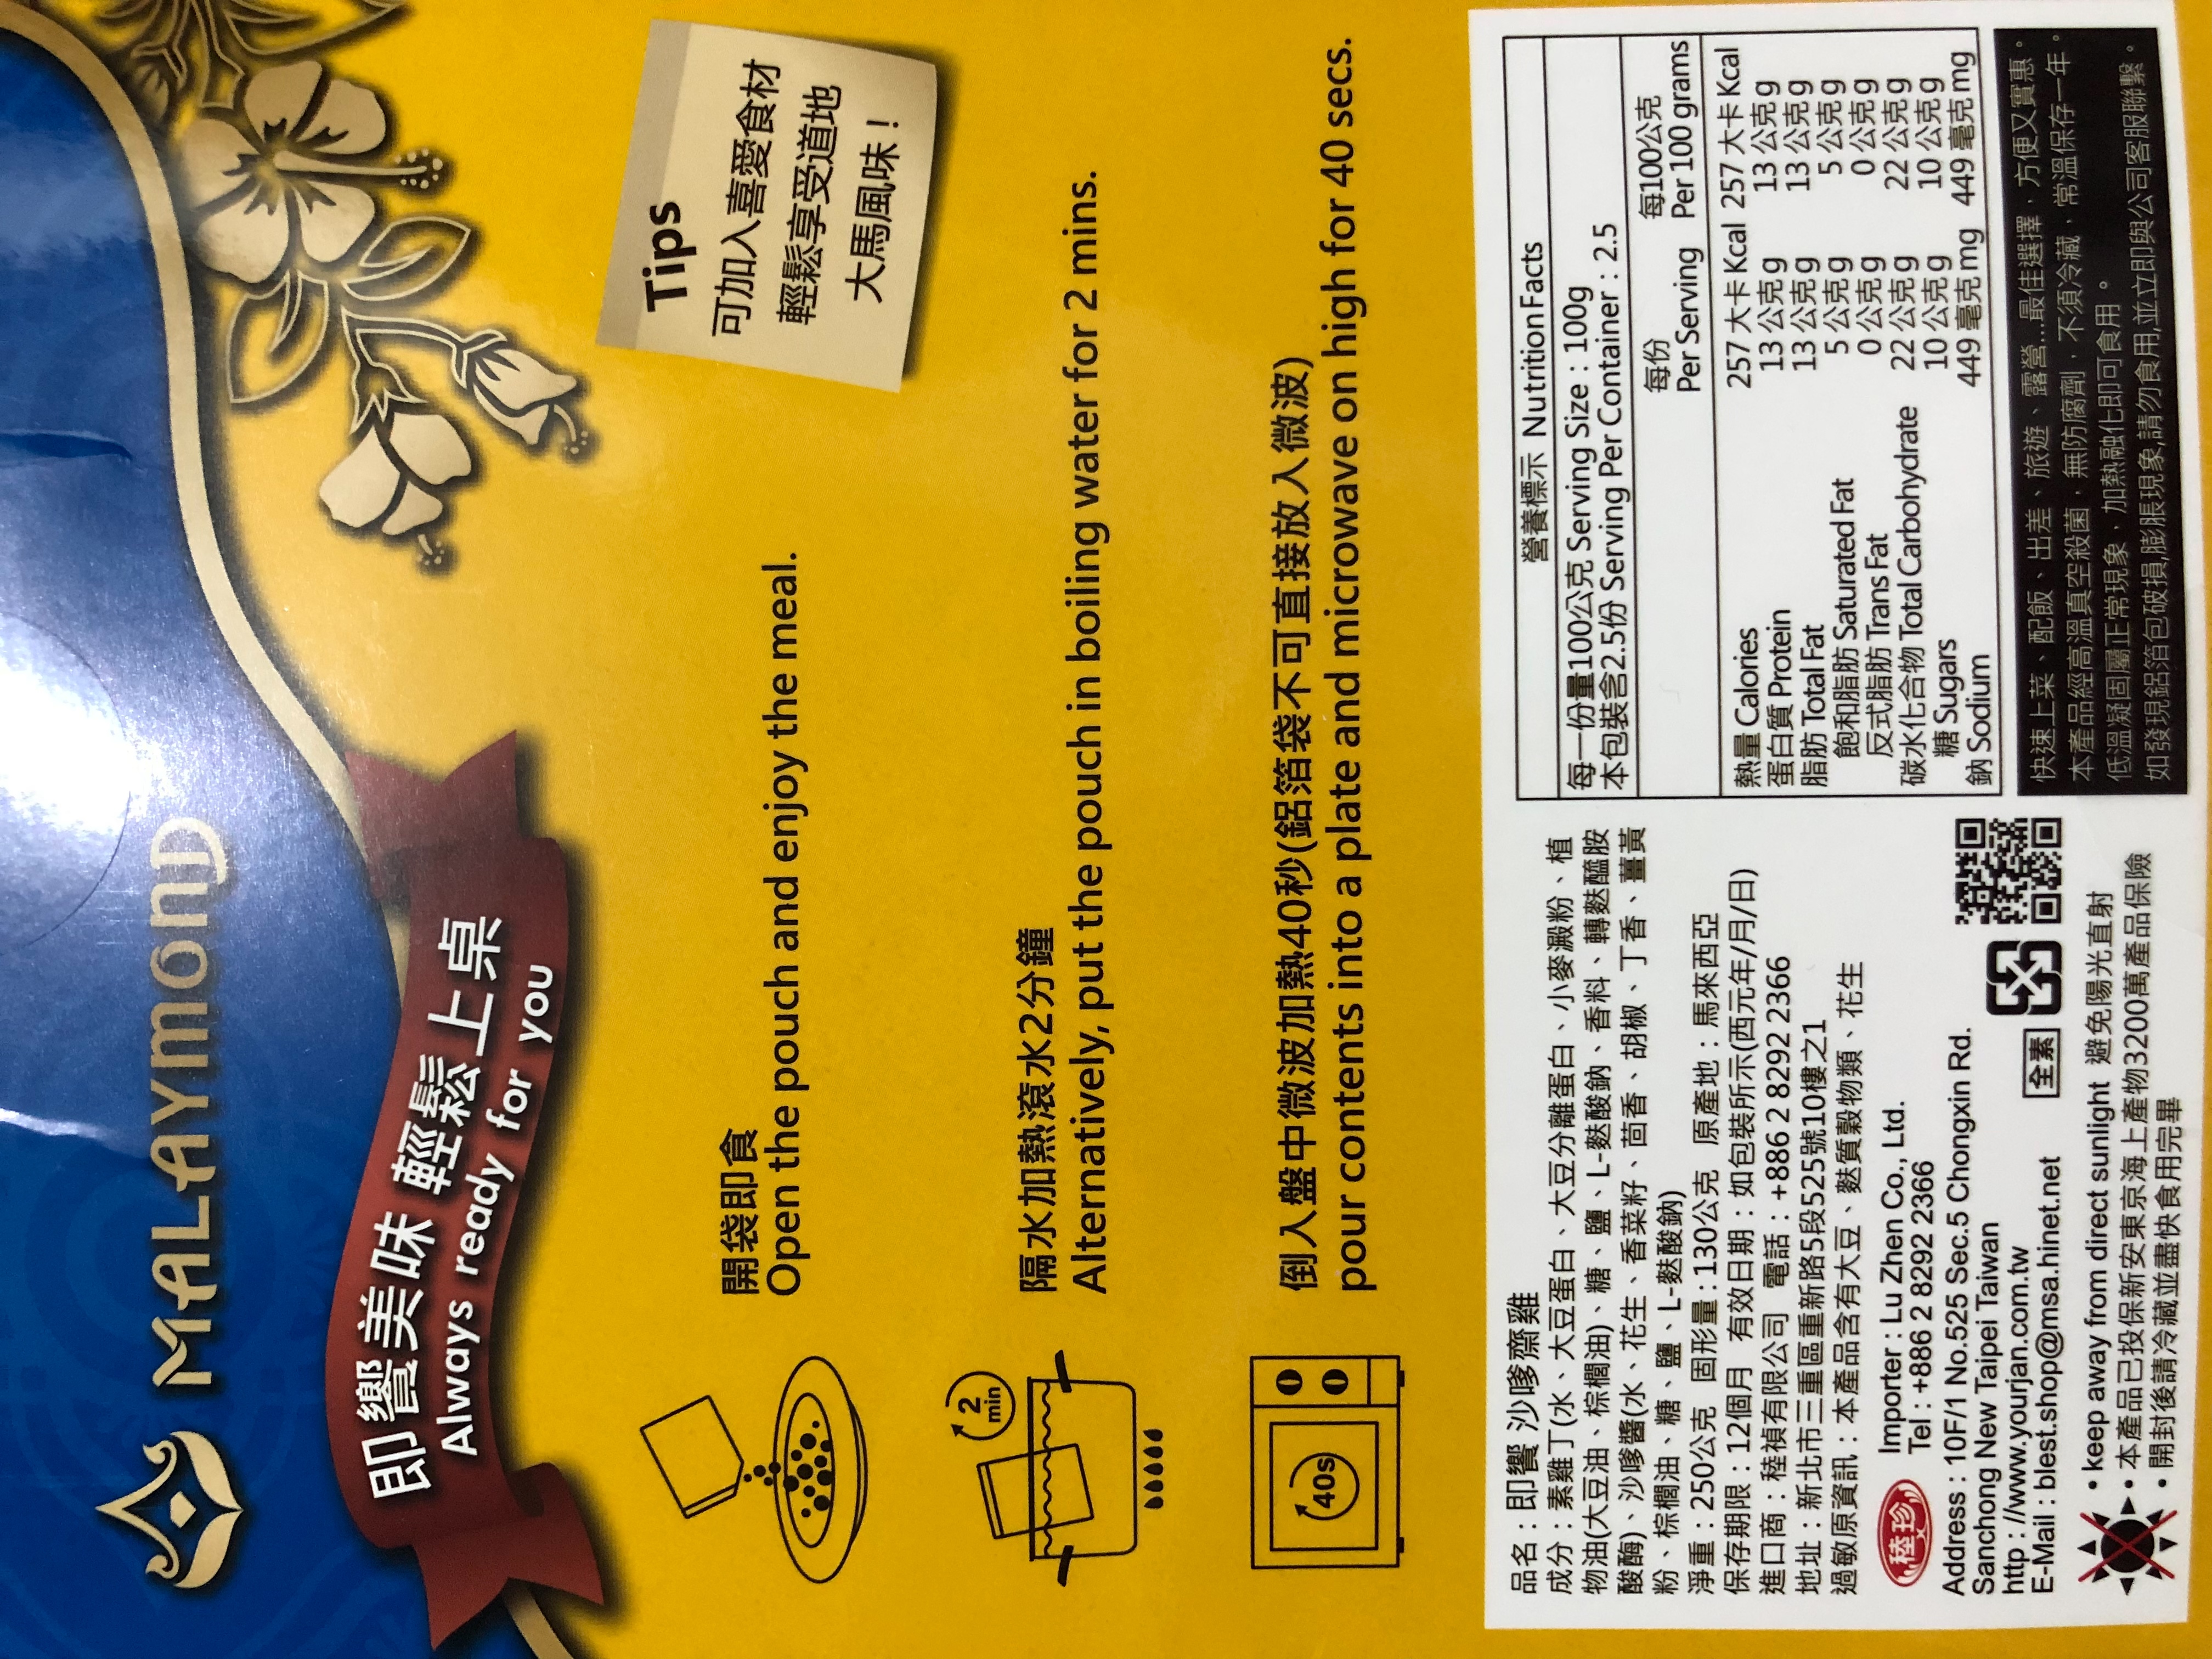 MALAYMOND
即饗美味 輕鬆上桌
Always ready for you
Tips
可加入喜愛食材
輕鬆享受道地
大馬風味！
開袋即食
Open the pouch and enjoy the meal.
2
min
隔水加熱滾水2分鐘
Alternatively, put the pouch in boiling water for 2 mins.
40s
倒入盤中微波加熱40秒(鋁箔袋不可直接放入微波)
pour contents into a plate and microwave on high for 40 secs.
品名：即饗 沙嗲齋雞
成分：素雞丁(水、大豆蛋白、大豆分離蛋白、小麥澱粉、植
物油(大豆油、棕櫚油)、糖、鹽、L-麩酸鈉、香料、轉麩醯胺
酸酶)、沙嗲醬(水、花生、香菜籽、茴香、胡椒、丁香、薑黃
粉、棕櫚油、糖、鹽、L-麩酸鈉)
淨重：250公克 固形量：130公克 原產地：馬來西亞
保存期限：12個月 有效日期：如包裝所示(西元年/月/日)
進口商：稑禎有限公司 電話：+886 2 8292 2366
地址：新北市三重區重新路5段525號10樓之1
過敏原資訊：本產品含有大豆、麩質穀物類、花生
稑珍
Importer : Lu Zhen Co., Ltd.
Tel : +886 2 8292 2366
Address : 10F/1 No.525 Sec.5 Chongxin Rd.
Sanchong New Taipei Taiwan
http : //www.yourjan.com.tw
E-Mail : blest.shop@msa.hinet.net
全素
• keep away from direct sunlight 避免陽光直射
• 本產品已投保新安東京海上產物3200萬產品保險
• 開封後請冷藏並盡快食用完畢
營養標示 Nutrition Facts
每一份量100公克 Serving Size : 100g
本包裝含2.5份 Serving Per Container : 2.5
每份 每100公克
Per Serving Per 100 grams
熱量 Calories 257 大卡 Kcal 257 大卡 Kcal
蛋白質 Protein 13 公克 g 13 公克 g
脂肪 Total Fat 13 公克 g 13 公克 g
飽和脂肪 Saturated Fat 5 公克 g 5 公克 g
反式脂肪 Trans Fat 0 公克 g 0 公克 g
碳水化合物 Total Carbohydrate 22 公克 g 22 公克 g
糖 Sugars 10 公克 g 10 公克 g
鈉 Sodium 449 毫克 mg 449 毫克 mg
快速上菜、配飯、出差、旅遊、露營...最佳選擇，方便又實惠。
本產品經高溫真空殺菌，無防腐劑，不須冷藏，常溫保存一年。
低溫凝固屬正常現象，加熱融化即可食用。
如發現鋁箔包破損,膨脹現象,請勿食用,並立即與公司客服聯繫。